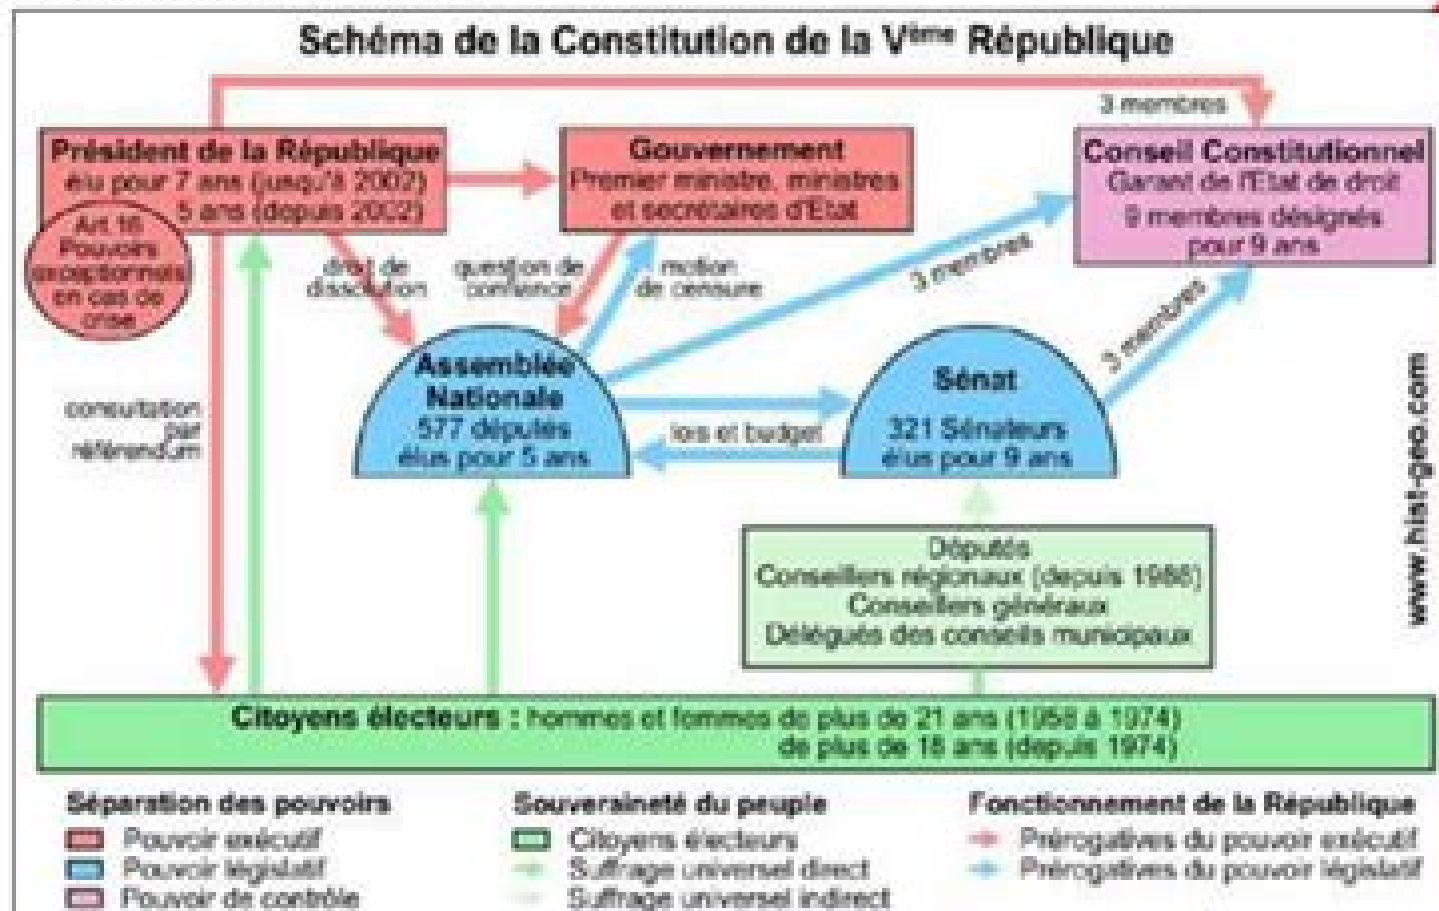 Schéma de la Constitution de la Vème République
3 membres
Président de la République
élu pour 7 ans (jusqu'à 2002)
5 ans (depuis 2002)
Art 16
Pouvoirs
exceptionnels
en cas de
crise
Gouvernement
Premier ministre, ministres
et secrétaires d'Etat
Conseil Constitutionnel
Garant de l'Etat de droit
9 membres désignés
pour 9 ans
droit de
dissolution
question de
confiance
motion
de censure
3 membres
3 membres
Assemblée
Nationale
577 députés
élus pour 5 ans
lois et budget
Sénat
321 Sénateurs
élus pour 9 ans
consultation
par
référendum
www.hist-geo.com
Députés
Conseillers régionaux (depuis 1986)
Conseillers généraux
Délégués des conseils municipaux
Citoyens électeurs : hommes et femmes de plus de 21 ans (1958 à 1974)
de plus de 18 ans (depuis 1974)
Séparation des pouvoirs
Pouvoir exécutif
Pouvoir législatif
Pouvoir de contrôle
Souveraineté du peuple
Citoyens électeurs
Suffrage universel direct
Suffrage universel indirect
Fonctionnement de la République
Prérogatives du pouvoir exécutif
Prérogatives du pouvoir législatif